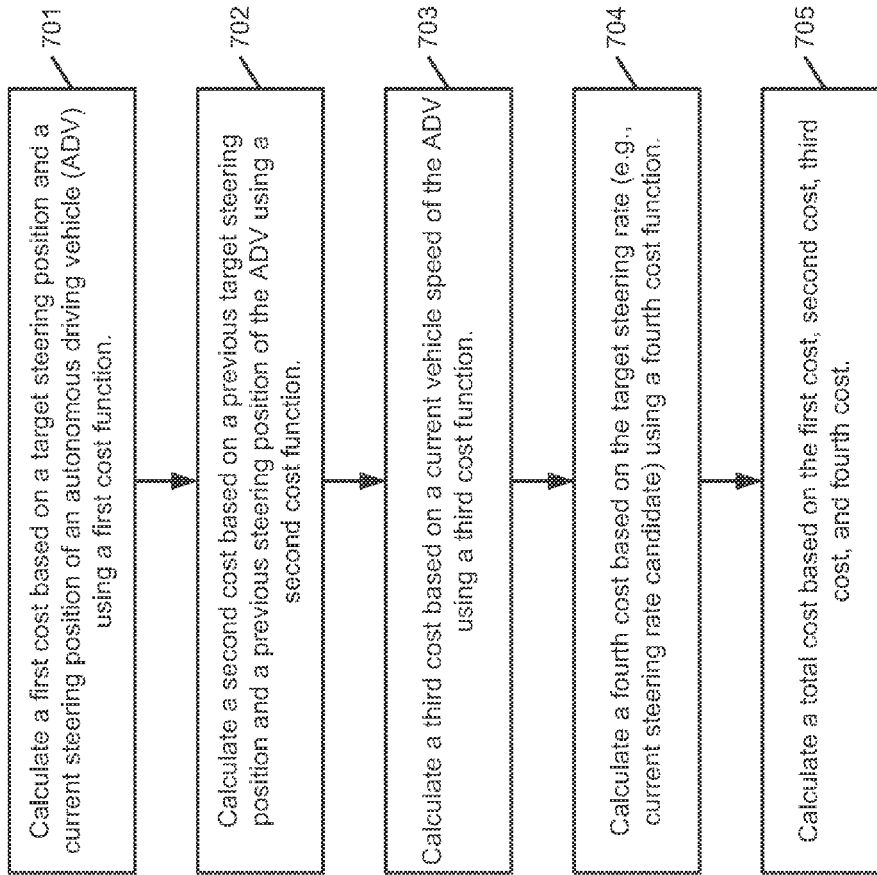 Calculate a first cost based on a target steering position and a
current steering position of an autonomous driving vehicle (ADV)
using a first cost function.
701
Calculate a second cost based on a previous target steering
position and a previous steering position of the ADV using a
second cost function.
702
Calculate a third cost based on a current vehicle speed of the ADV
using a third cost function.
703
Calculate a fourth cost based on the target steering rate (e.g.,
current steering rate candidate) using a fourth cost function.
704
Calculate a total cost based on the first cost, second cost, third
cost, and fourth cost.
705